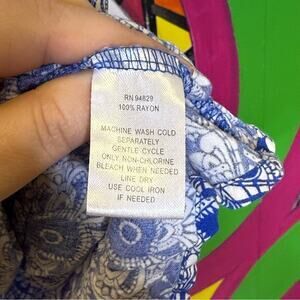 RN 94829
100% RAYON
MACHINE WASH COLD
SEPARATELY
GENTLE CYCLE
ONLY NON-CHLORINE
BLEACH WHEN NEEDED
LINE DRY
USE COOL IRON
IF NEEDED